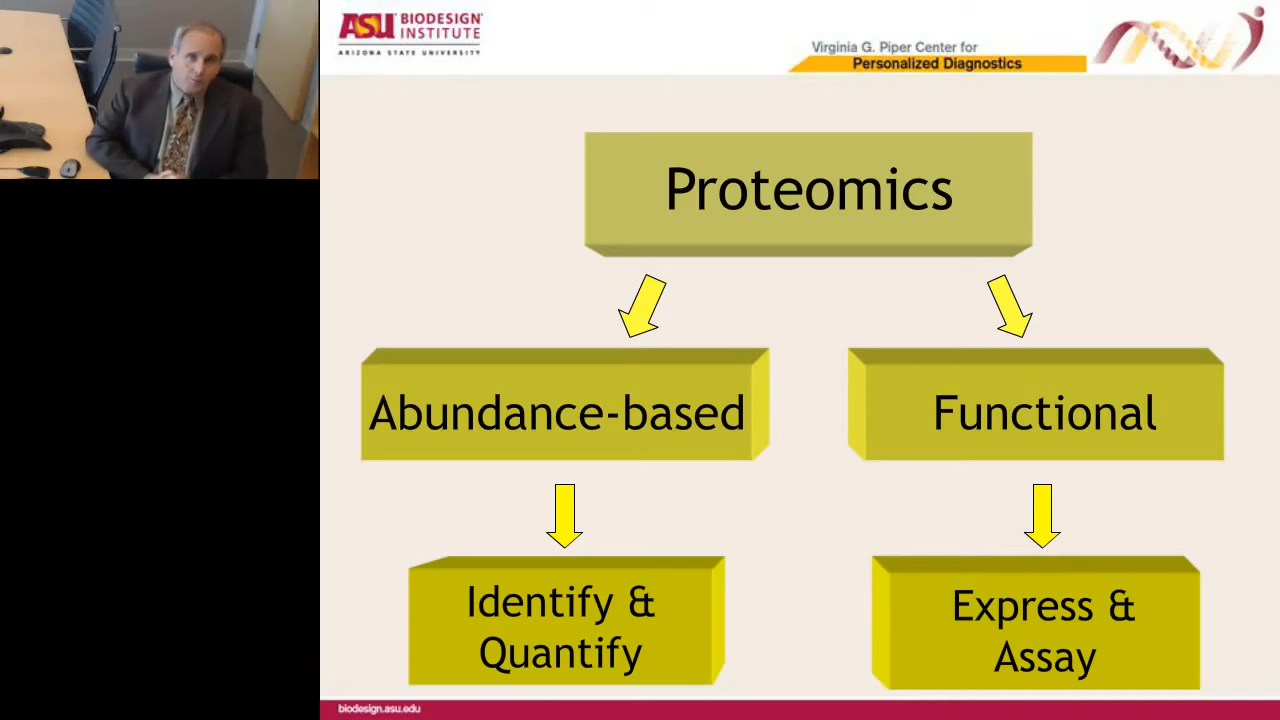 ASU BIODESIGN®
INSTITUTE
ARIZONA STATE UNIVERSITY
Virginia G. Piper Center for
Personalized Diagnostics
Proteomics
Abundance-based
Functional
Identify &
Quantify
Express &
Assay
biodesign.asu.edu